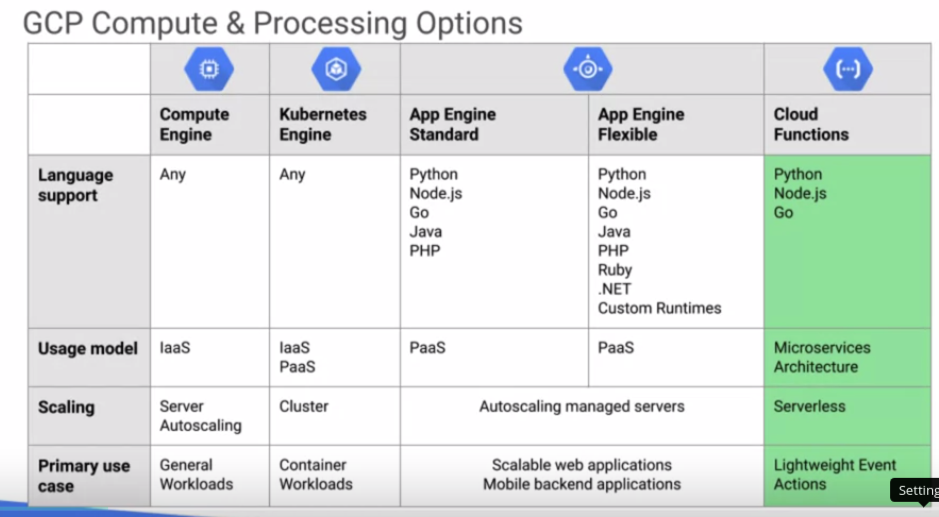 GCP Compute & Processing Options
Compute
Engine
Kubernetes
Engine
App Engine
Standard
App Engine
Flexible
Cloud
Functions
Language
support
Any
Any
Python
Node.js
Go
Java
PHP
Python
Node.js
Go
Java
PHP
Ruby
.NET
Custom Runtimes
Python
Node.js
Go
Usage model
IaaS
IaaS
PaaS
PaaS
PaaS
Microservices
Architecture
Scaling
Server
Autoscaling
Cluster
Autoscaling managed servers
Serverless
Primary use
case
General
Workloads
Container
Workloads
Scalable web applications
Mobile backend applications
Lightweight Event
Actions
Setting